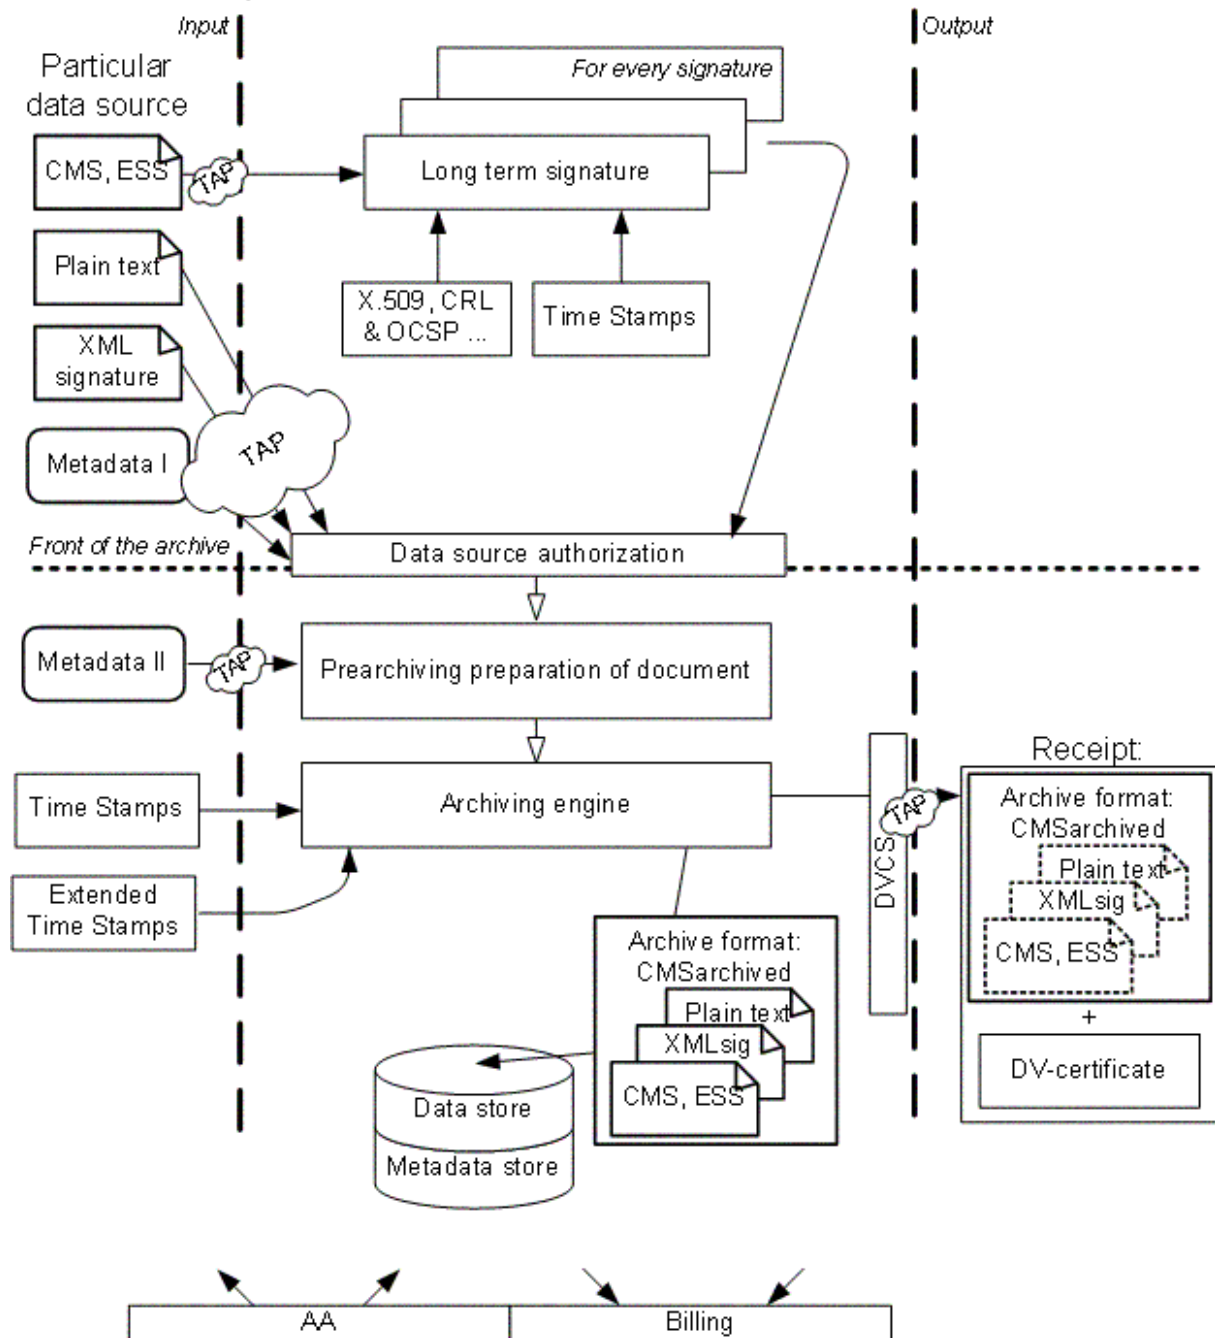 Input
Output
Particular
data source
For every signature
CMS, ESS
TAP
Long term signature
Plain text
X.509, CRL
& OCSP ...
Time Stamps
XML
signature
Metadata I
TAP
Front of the archive
Data source authorization
Metadata II
TAP
Prearchiving preparation of document
Time Stamps
Archiving engine
Extended
Time Stamps
DVCS
TAP
Receipt:
Archive format:
CMSarchived
Plain text
XMLsig
CMS, ESS
+
DV-certificate
Archive format:
CMSarchived
Plain text
XMLsig
CMS, ESS
Data store
Metadata store
AA
Billing